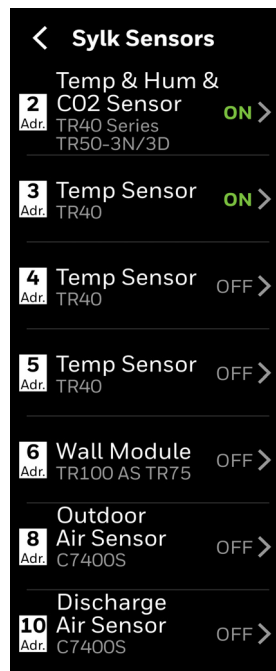 Sylk Sensors
Temp & Hum &
2
CO2 Sensor
ON
Adr.
TR40 Series
TR50-3N/3D
3
Temp Sensor
ON
Adr.
TR40
4
Temp Sensor
OFF
Adr.
TR40
5
Temp Sensor
OFF
Adr.
TR40
6
Wall Module
OFF
Adr.
TR100 AS TR75
Outdoor
8
Air Sensor
OFF
Adr.
C7400S
Discharge
10
Air Sensor
OFF
Adr.
C7400S